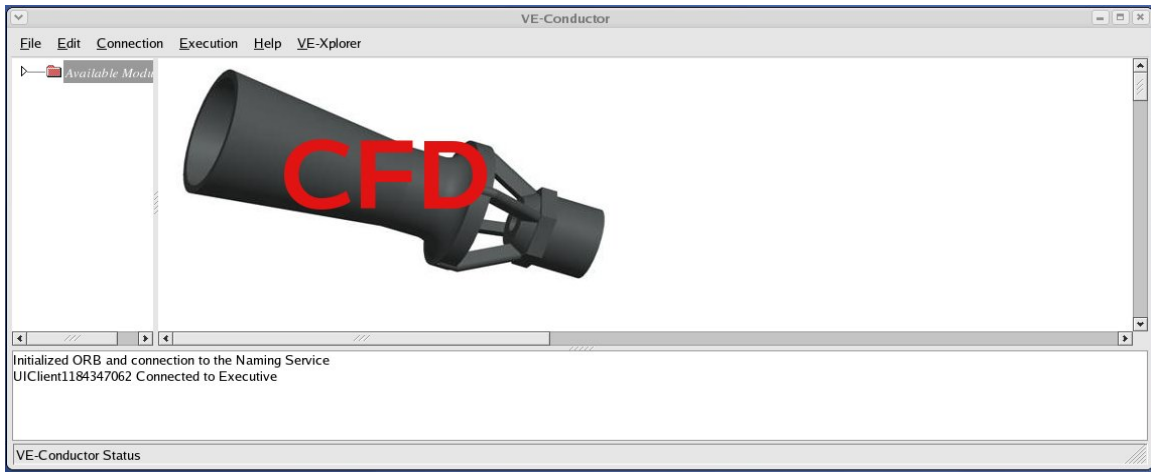 VE-Conductor
File Edit Connection Execution Help VE-Xplorer
Available Modu
CFD
Initialized ORB and connection to the Naming Service
UIClient1184347062 Connected to Executive
VE-Conductor Status